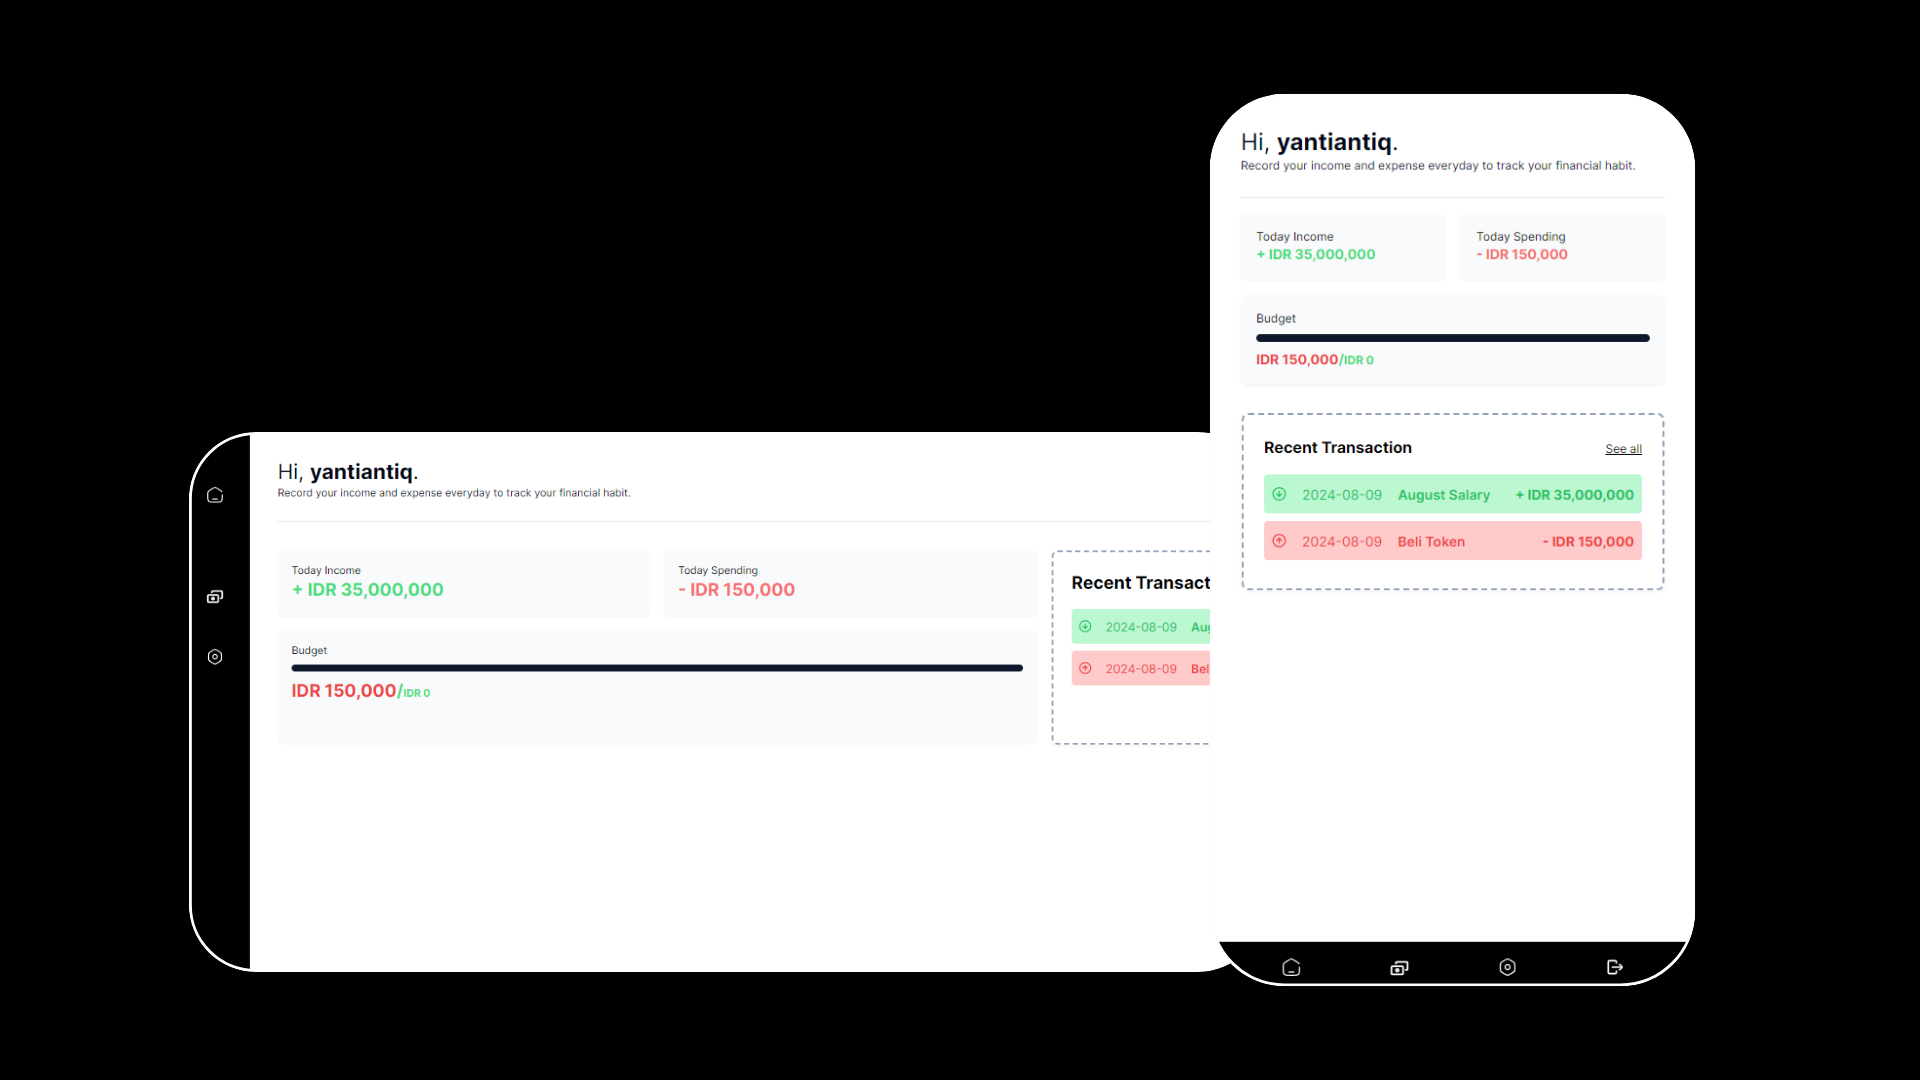 Hi, yantiantiq.
Record your income and expense everyday to track your financial habit.
Today Income
+ IDR 35,000,000
Today Spending
- IDR 150,000
Budget
IDR 150,000/IDR 0
Recent Transact
2024-08-09 Aug
2024-08-09 Bel
Hi, yantiantiq.
Record your income and expense everyday to track your financial habit.
Today Income
+ IDR 35,000,000
Today Spending
- IDR 150,000
Budget
IDR 150,000/IDR 0
Recent Transaction
See all
2024-08-09 August Salary + IDR 35,000,000
2024-08-09 Beli Token - IDR 150,000